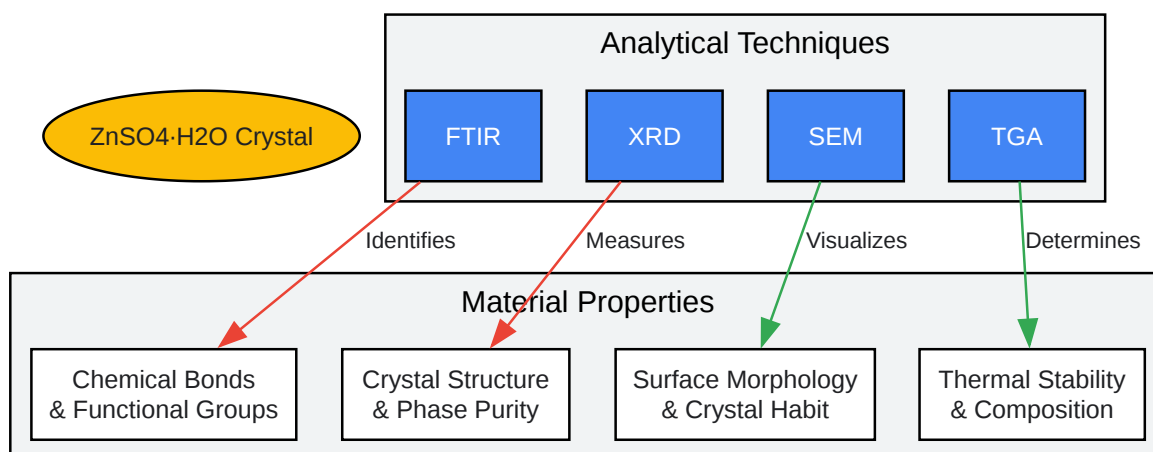 Analytical Techniques
ZnSO4·H2O Crystal
FTIR
XRD
SEM
TGA
Identifies
Measures
Visualizes
Determines
Material Properties
Chemical Bonds
& Functional Groups
Crystal Structure
& Phase Purity
Surface Morphology
& Crystal Habit
Thermal Stability
& Composition